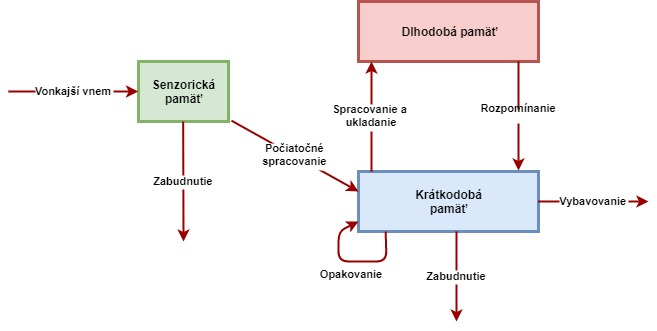 Dlhodobá pamäť
Senzorická
pamäť
Vonkajší vnem
Spracovanie a
ukladanie
Rozpomínanie
Počiatočné
spracovanie
Zabudnutie
Krátkodobá
pamäť
Vybavovanie
Opakovanie
Zabudnutie